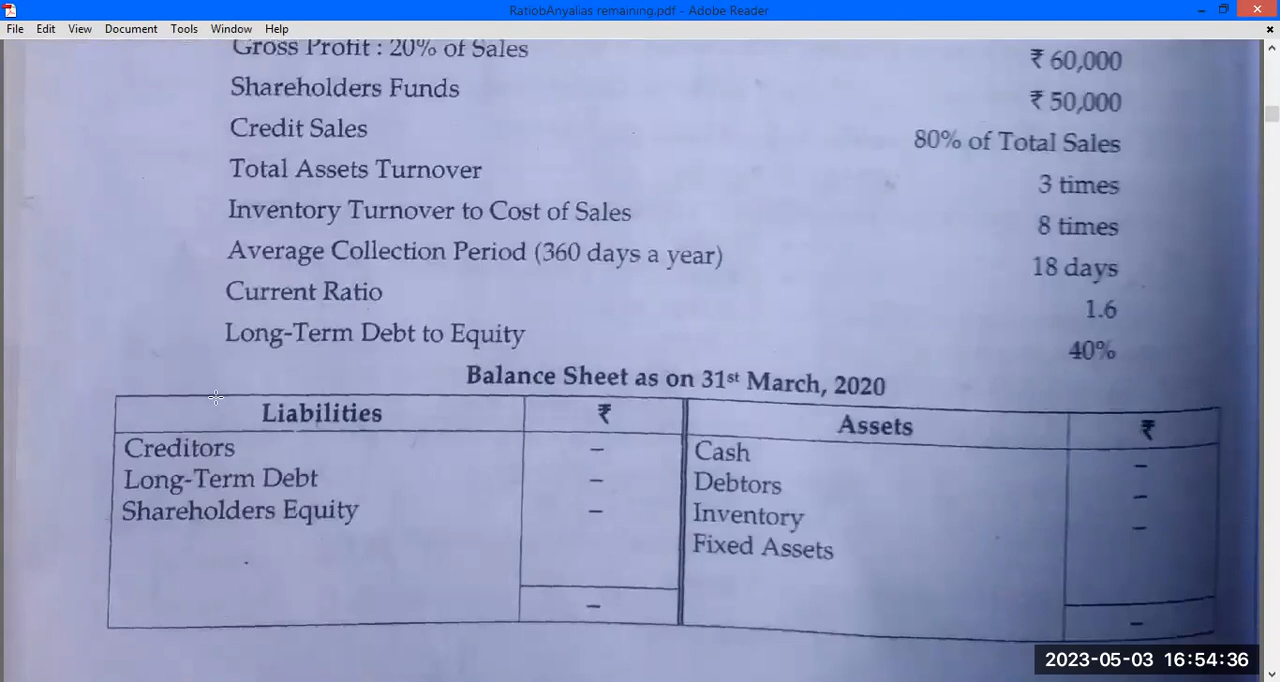 RatiobAnyalias remaining.pdf - Adobe Reader
File Edit View Document Tools Window Help
Gross Profit : 20% of Sales ₹ 60,000
Shareholders Funds ₹ 50,000
Credit Sales 80% of Total Sales
Total Assets Turnover 3 times
Inventory Turnover to Cost of Sales 8 times
Average Collection Period (360 days a year) 18 days
Current Ratio 1.6
Long-Term Debt to Equity 40%
Balance Sheet as on 31st March, 2020
Liabilities ₹ Assets ₹
Creditors – Cash –
Long-Term Debt – Debtors –
Shareholders Equity – Inventory –
Fixed Assets
– –
2023-05-03 16:54:36